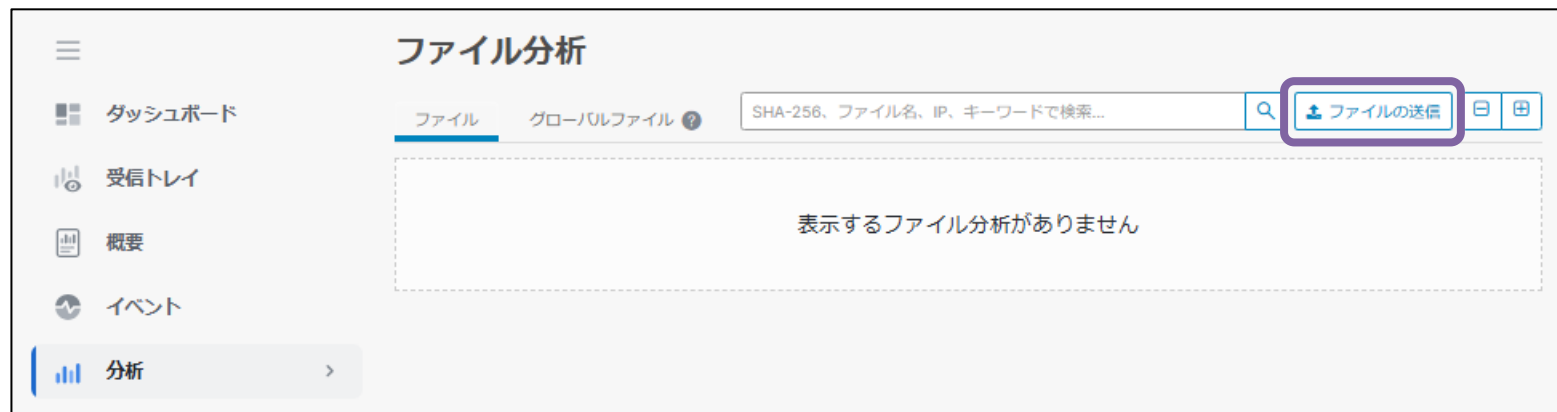 ファイル分析
ダッシュボード
受信トレイ
概要
イベント
分析
ファイル
グローバルファイル
SHA-256、ファイル名、IP、キーワードで検索...
ファイルの送信
表示するファイル分析がありません